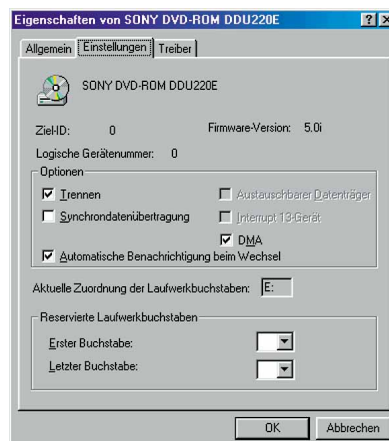 Eigenschaften von SONY DVD-ROM DDU220E
Allgemein Einstellungen Treiber
SONY DVD-ROM DDU220E
Ziel-ID: 0 Firmware-Version: 5.0i
Logische Gerätenummer: 0
Optionen
Trennen Austauschbarer Datenträger
Synchrondatenübertragung Interrupt 13-Gerät
DMA
Automatische Benachrichtigung beim Wechsel
Aktuelle Zuordnung der Laufwerkbuchstaben: E:
Reservierte Laufwerkbuchstaben
Erster Buchstabe:
Letzter Buchstabe:
OK Abbrechen